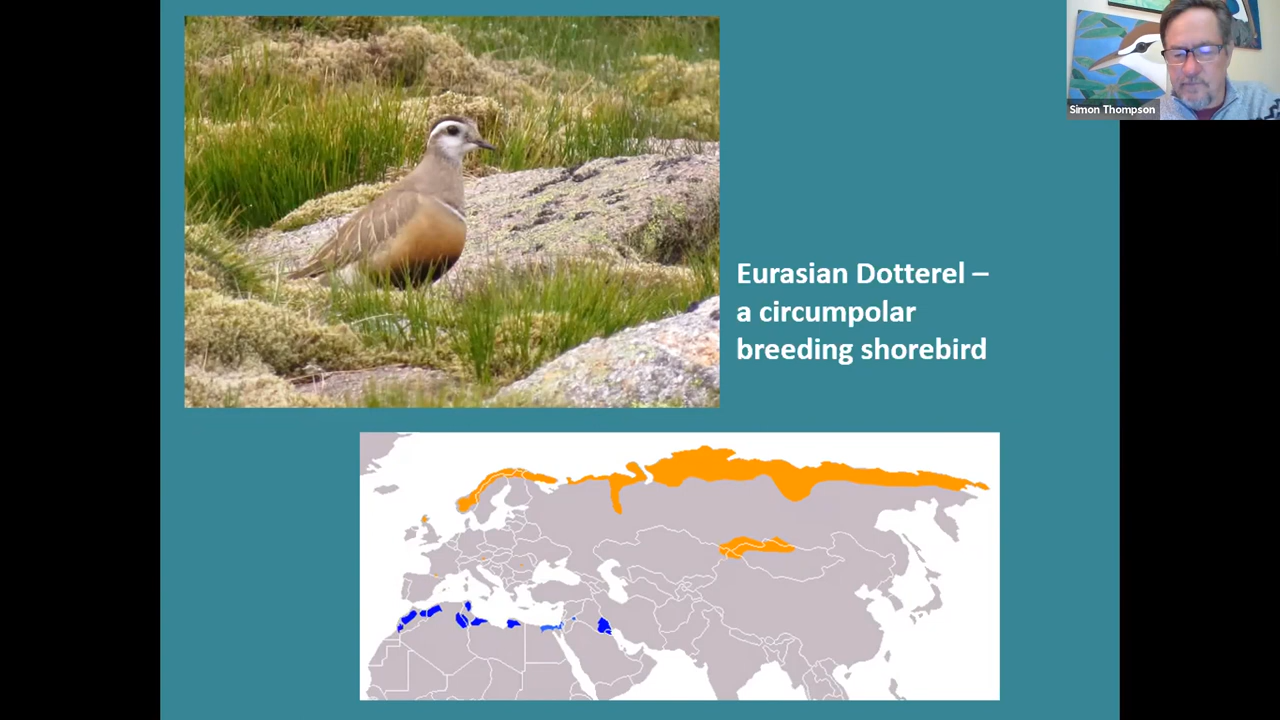 Simon Thompson
Eurasian Dotterel –
a circumpolar
breeding shorebird